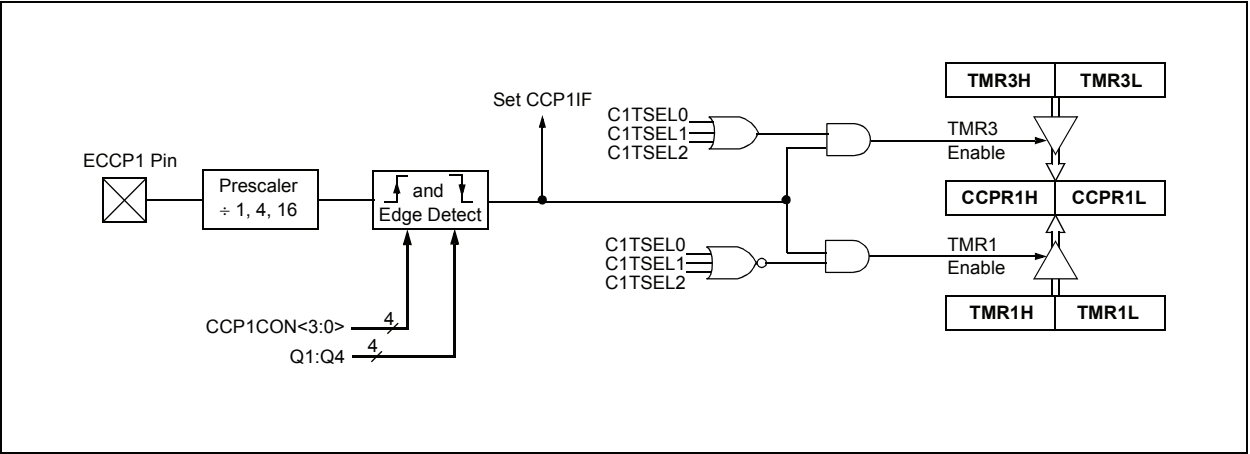 TMR3H TMR3L
Set CCP1IF
C1TSEL0
C1TSEL1
C1TSEL2
TMR3
Enable
ECCP1 Pin
Prescaler
÷ 1, 4, 16
and
Edge Detect
CCPR1H CCPR1L
C1TSEL0
C1TSEL1
C1TSEL2
TMR1
Enable
TMR1H TMR1L
CCP1CON<3:0> 4
Q1:Q4 4